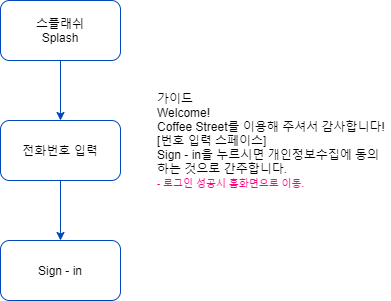 스플래쉬
Splash
전화번호 입력
가이드
Welcome!
Coffee Street를 이용해 주셔서 감사합니다!
[번호 입력 스페이스]
Sign - in을 누르시면 개인정보수집에 동의
하는 것으로 간주합니다.
- 로그인 성공시 홈화면으로 이동.
Sign - in